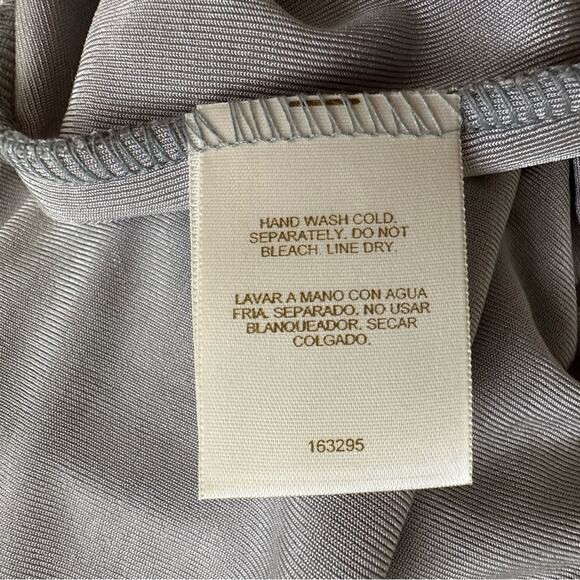 HAND WASH COLD.
SEPARATELY. DO NOT
BLEACH. LINE DRY.
LAVAR A MANO CON AGUA
FRIA. SEPARADO. NO USAR
BLANQUEADOR. SECAR
COLGADO.
163295